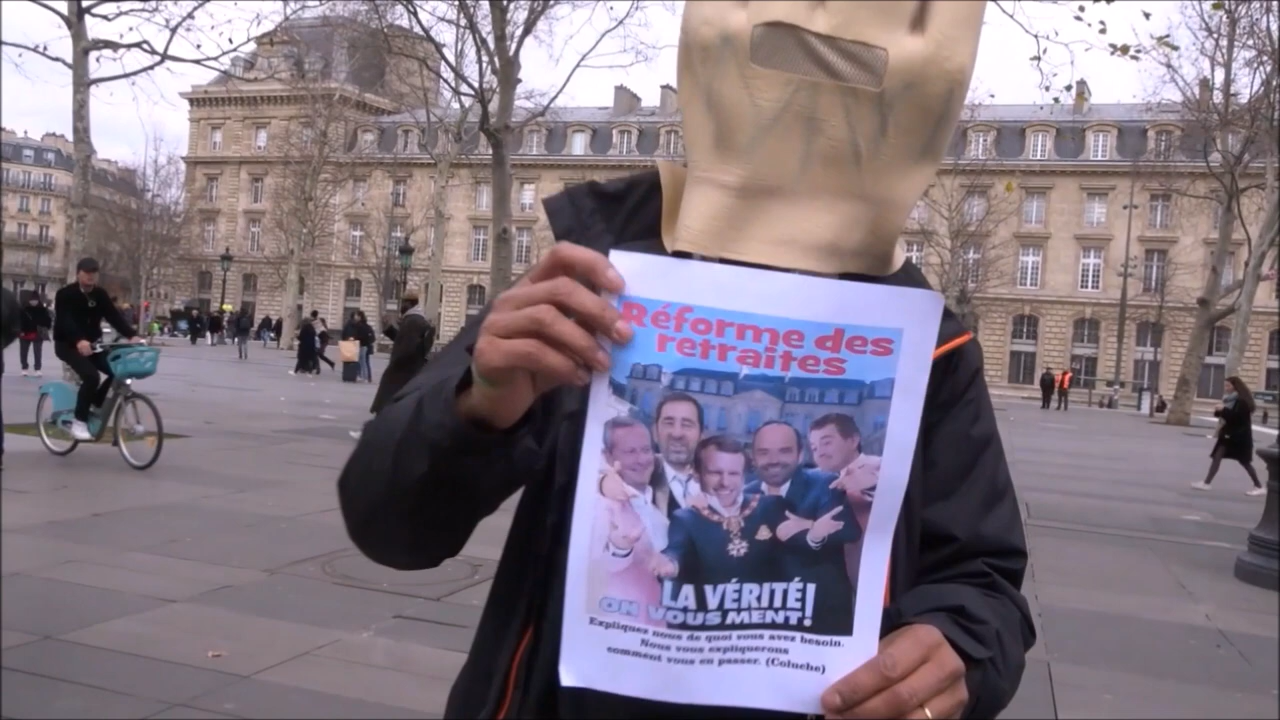 Réforme des
retraites
LA VÉRITÉ!
ON VOUS MENT!
Expliquez nous de quoi vous avez besoin.
Nous vous expliquerons
comment vous en passer. (Coluche)